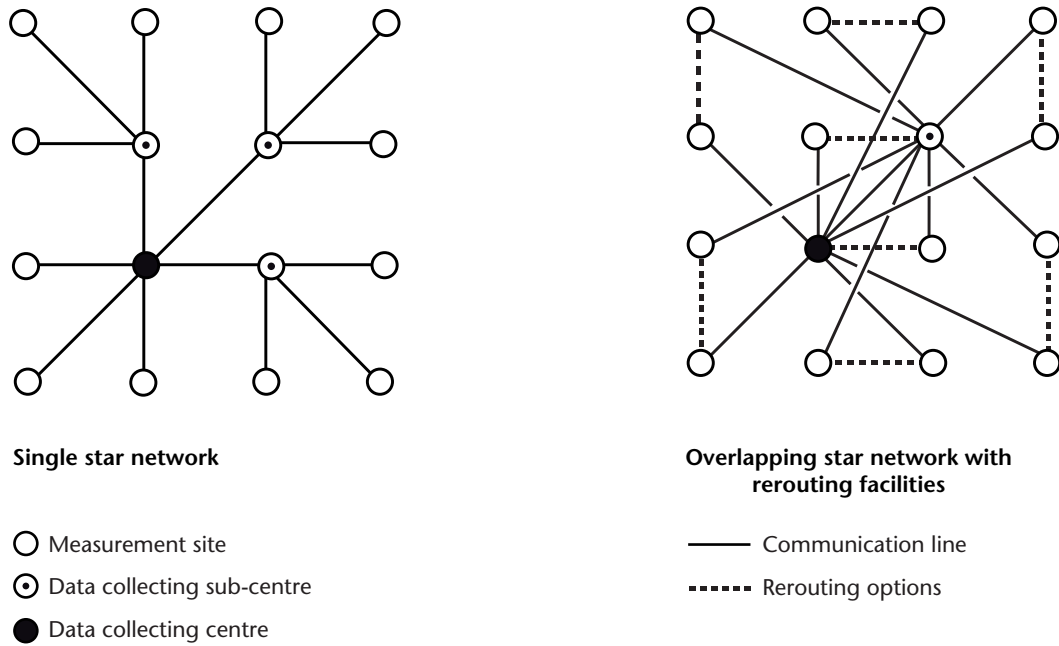 Single star network
Measurement site
Data collecting sub-centre
Data collecting centre
Overlapping star network with
rerouting facilities
Communication line
Rerouting options